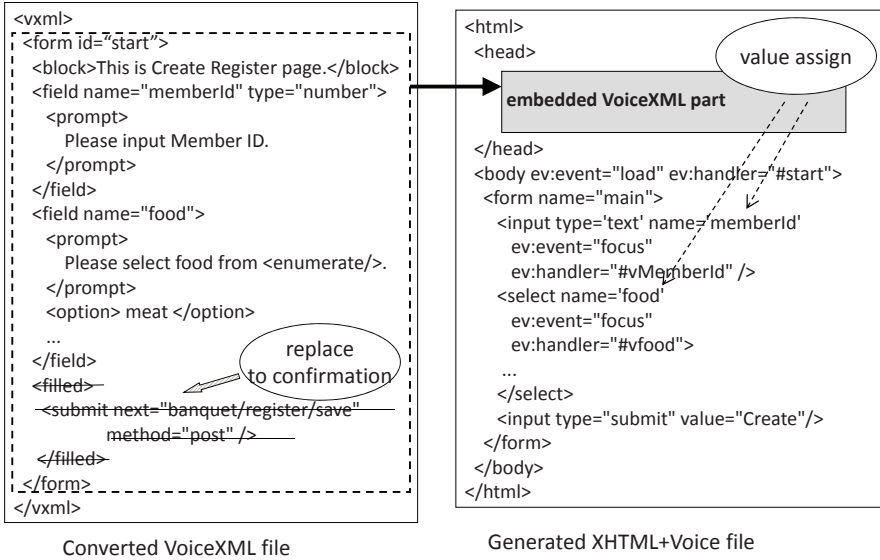 <vxml>
<form id="start">
<block>This is Create Register page.</block>
<field name="memberId" type="number">
<prompt>
Please input Member ID.
</prompt>
</field>
<field name="food">
<prompt>
Please select food from <enumerate/>.
</prompt>
<option> meat </option>
...
</field>
<filled>
<submit next="banquet/register/save"
method="post" />
</filled>
</form>
</vxml>
replace
to confirmation
Converted VoiceXML file
<html>
<head>
value assign
embedded VoiceXML part
</head>
<body ev:event="load" ev:handler="#start">
<form name="main">
<input type='text' name='memberId'
ev:event="focus"
ev:handler="#vMemberId" />
<select name='food'
ev:event="focus"
ev:handler="#vfood">
...
</select>
<input type="submit" value="Create"/>
</form>
</body>
</html>
Generated XHTML+Voice file